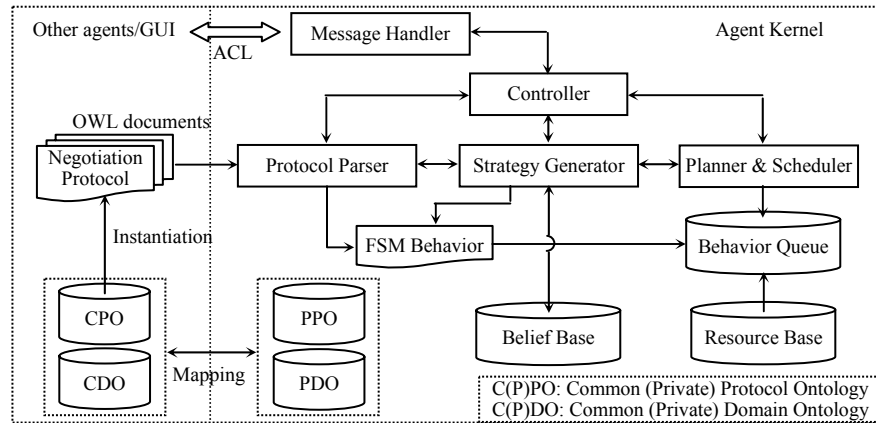 Other agents/GUI
ACL
Message Handler
Agent Kernel
Controller
OWL documents
Negotiation
Protocol
Protocol Parser
Strategy Generator
Planner & Scheduler
Instantiation
FSM Behavior
Behavior Queue
CPO
PPO
Belief Base
Resource Base
CDO
Mapping
PDO
C(P)PO: Common (Private) Protocol Ontology
C(P)DO: Common (Private) Domain Ontology